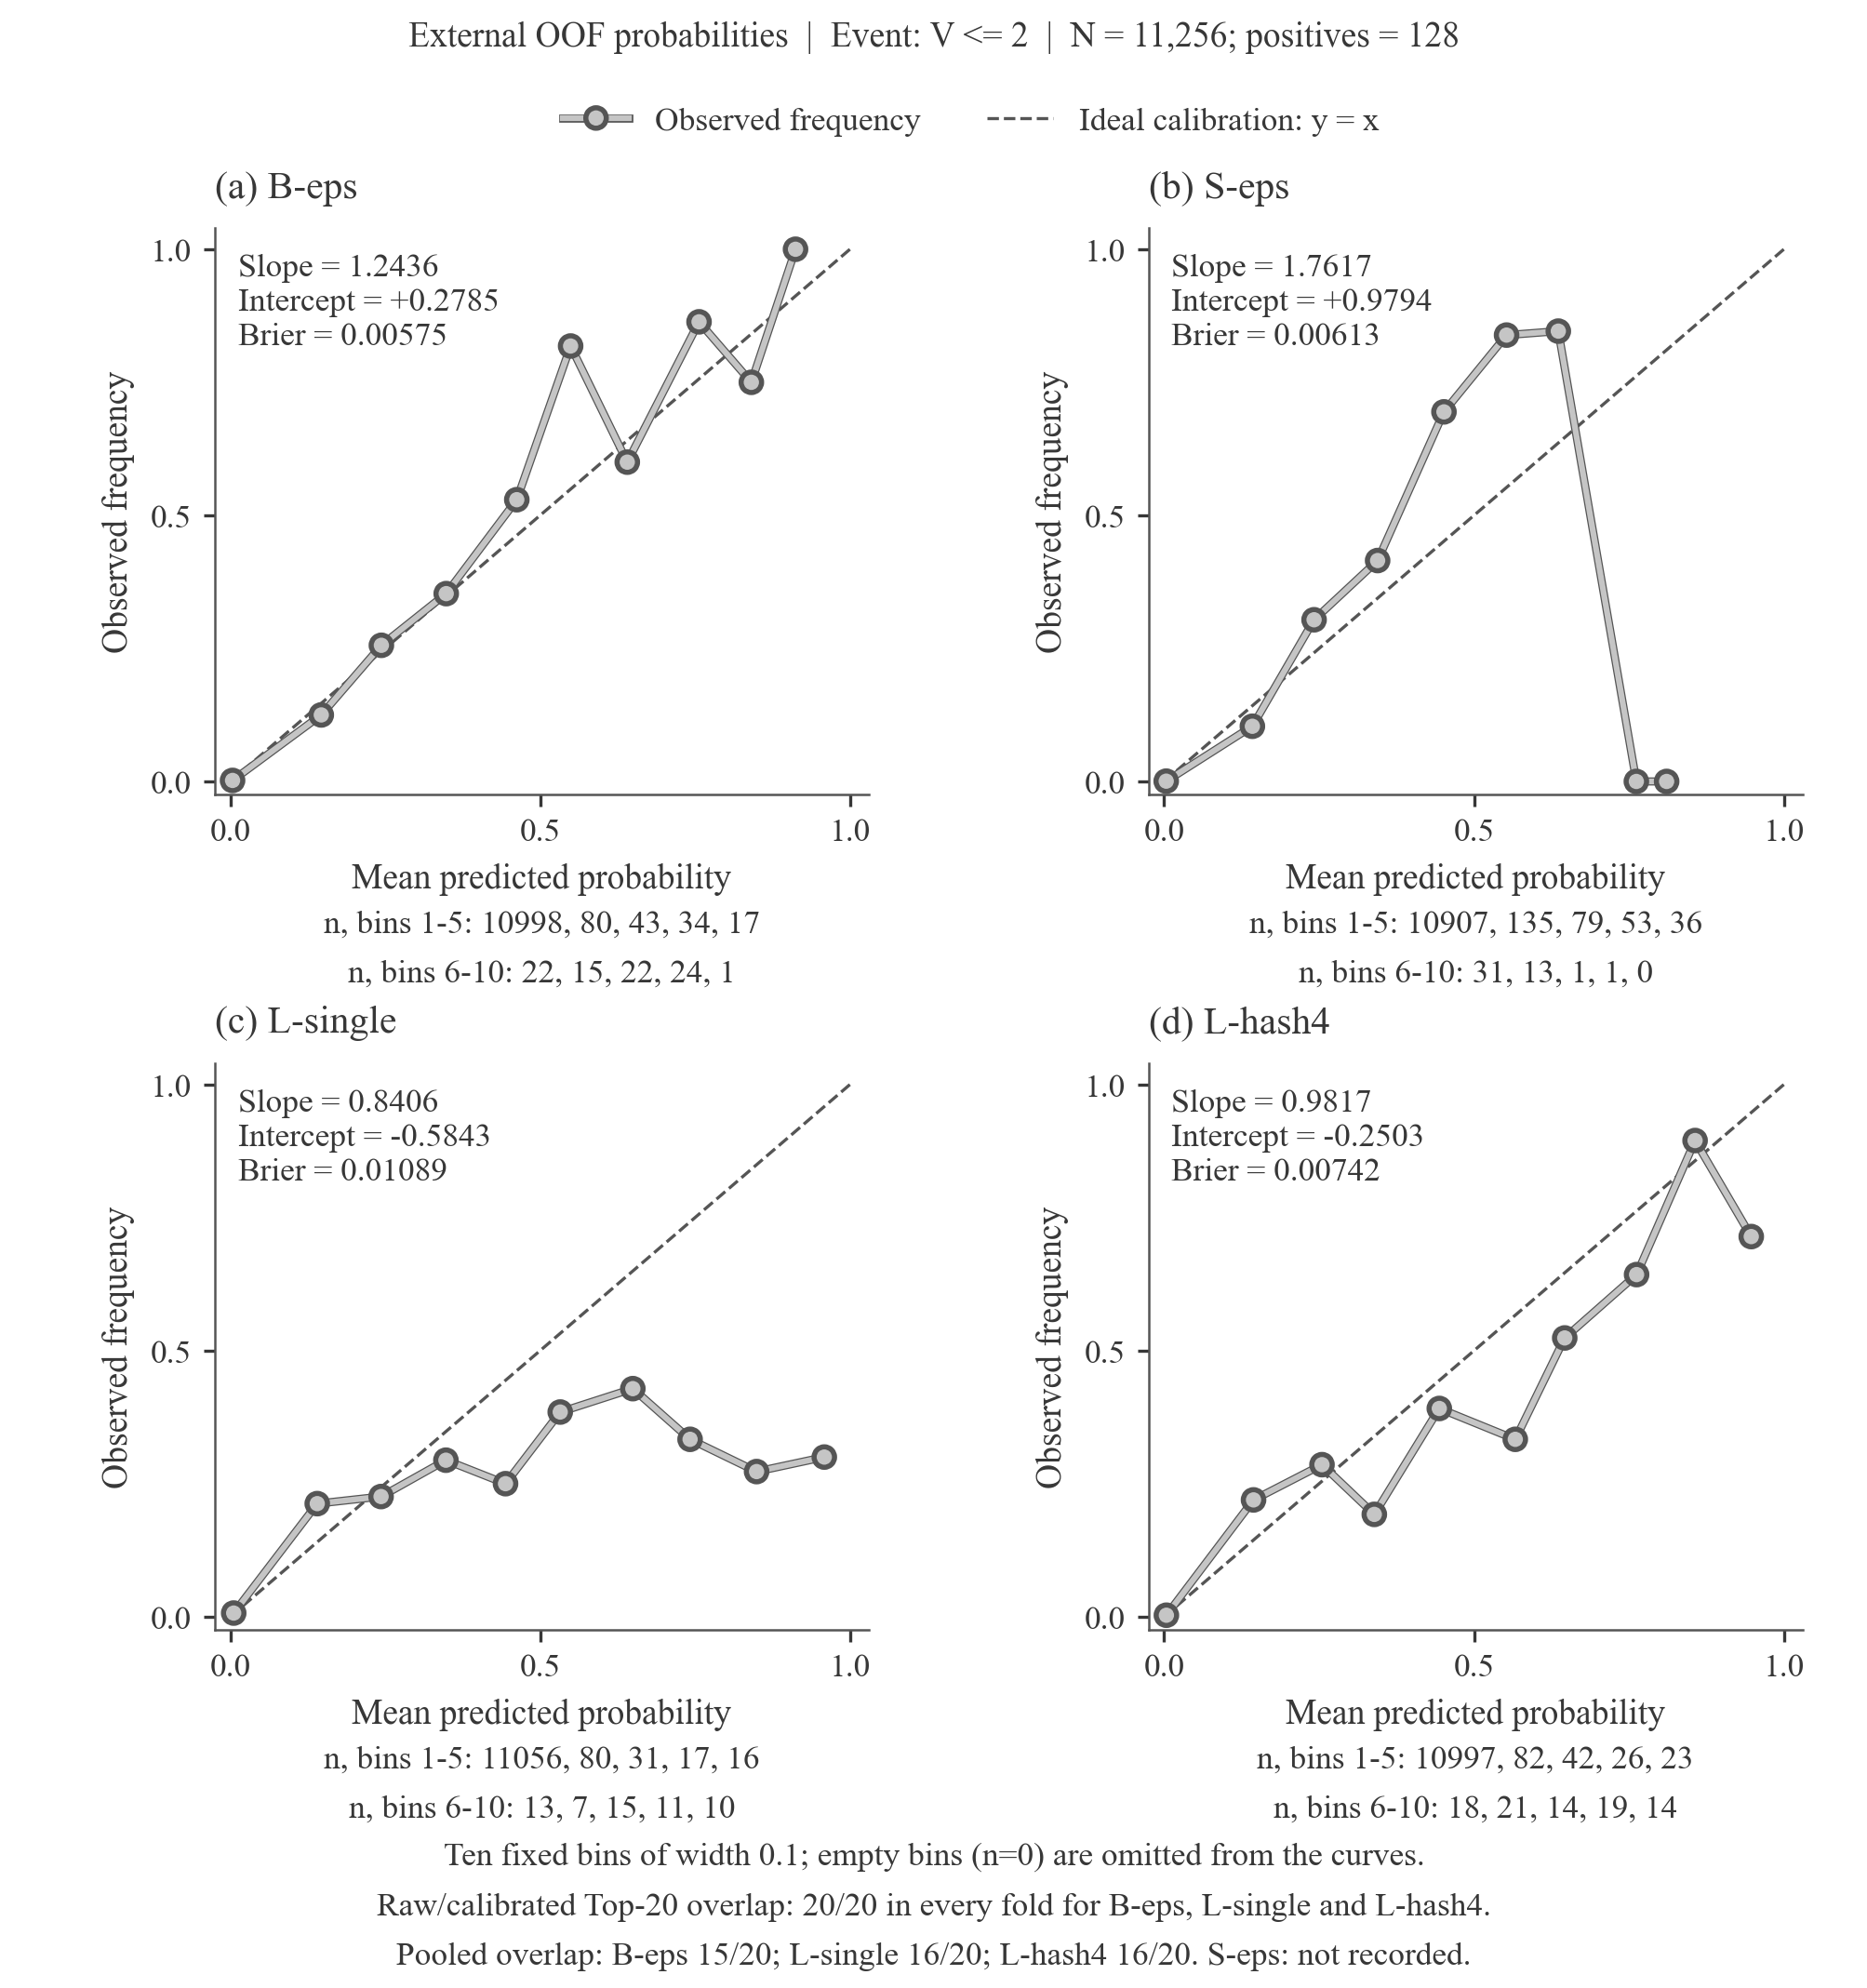 External OOF probabilities | Event: V <= 2 | N = 11,256; positives = 128
Observed frequency
Ideal calibration: y = x
(a) B-eps
Slope = 1.2436
Intercept = +0.2785
Brier = 0.00575
1.0
0.5
0.0
Observed frequency
0.0 0.5 1.0
Mean predicted probability
n, bins 1-5: 10998, 80, 43, 34, 17
n, bins 6-10: 22, 15, 22, 24, 1
(b) S-eps
Slope = 1.7617
Intercept = +0.9794
Brier = 0.00613
1.0
0.5
0.0
Observed frequency
0.0 0.5 1.0
Mean predicted probability
n, bins 1-5: 10907, 135, 79, 53, 36
n, bins 6-10: 31, 13, 1, 1, 0
(c) L-single
Slope = 0.8406
Intercept = -0.5843
Brier = 0.01089
1.0
0.5
0.0
Observed frequency
0.0 0.5 1.0
Mean predicted probability
n, bins 1-5: 11056, 80, 31, 17, 16
n, bins 6-10: 13, 7, 15, 11, 10
(d) L-hash4
Slope = 0.9817
Intercept = -0.2503
Brier = 0.00742
1.0
0.5
0.0
Observed frequency
0.0 0.5 1.0
Mean predicted probability
n, bins 1-5: 10997, 82, 42, 26, 23
n, bins 6-10: 18, 21, 14, 19, 14
Ten fixed bins of width 0.1; empty bins (n=0) are omitted from the curves.
Raw/calibrated Top-20 overlap: 20/20 in every fold for B-eps, L-single and L-hash4.
Pooled overlap: B-eps 15/20; L-single 16/20; L-hash4 16/20. S-eps: not recorded.